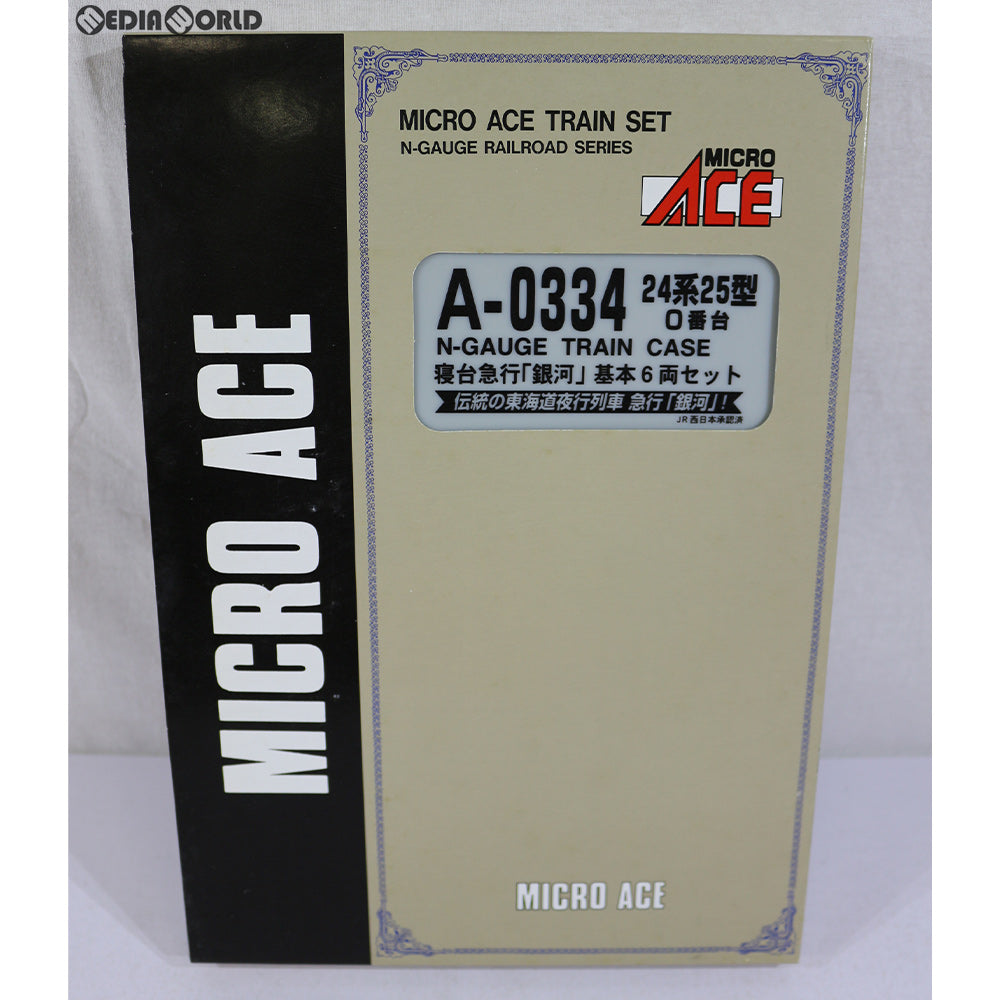 MEDIAWORLD
MICRO ACE TRAIN SET
N-GAUGE RAILROAD SERIES
MICRO
ACE
A-0334 24系25型
0番台
N-GAUGE TRAIN CASE
寝台急行「銀河」基本6両セット
伝統の東海道夜行列車 急行「銀河」!
JR西日本承認済
MICRO ACE
MICRO ACE